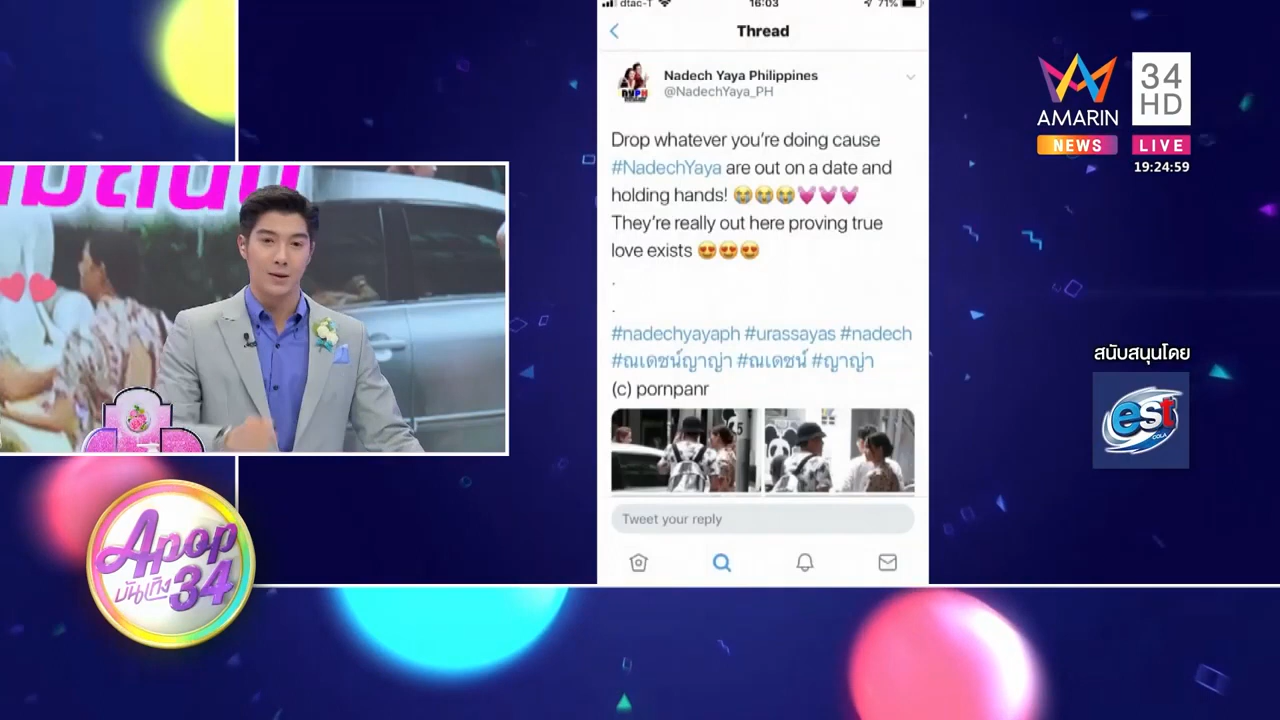 dtac-T
16:03
71%
Thread
Nadech Yaya Philippines
@NadechYaya_PH
Drop whatever you're doing cause
#NadechYaya are out on a date and
holding hands! 😭😭😭💓💓💓
They're really out here proving true
love exists 😍😍😍
.
.
#nadechyayaph #urassayas #nadech
#ณเดชน์ญาญ่า #ณเดชน์ #ญาญ่า
(c) pornpanr
Tweet your reply
AMARIN
NEWS
34
HD
LIVE
19:24:59
สนับสนุนโดย
est
COLA
Apop
บันเทิง
34